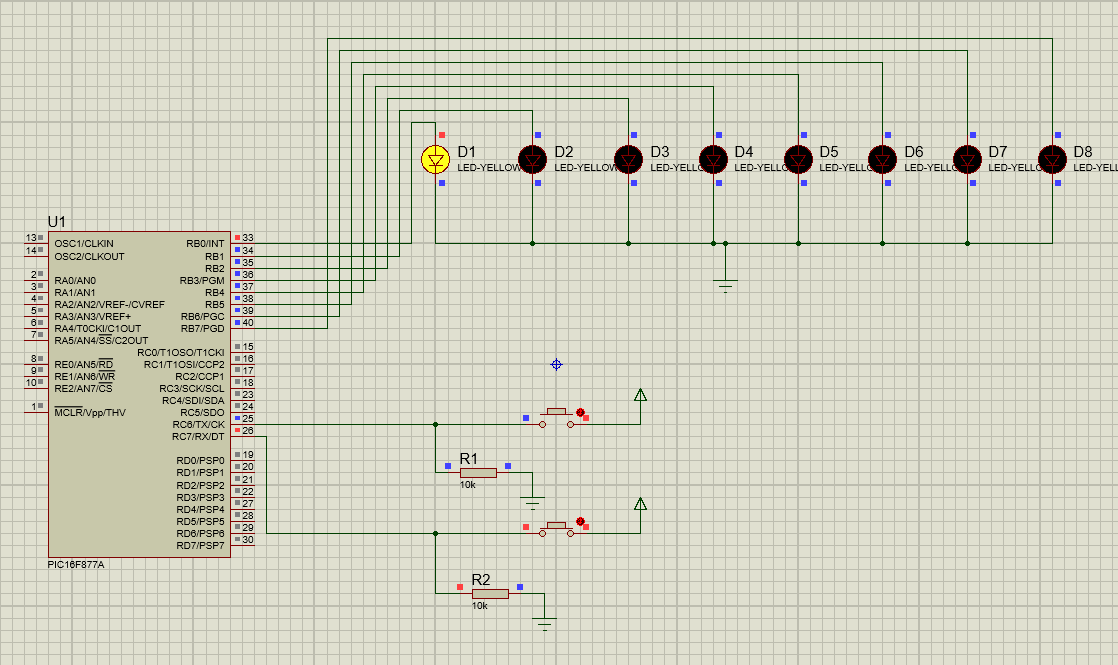 D1
LED-YELLOW
D2
LED-YELLOW
D3
LED-YELLO
D4
LED-YELLO
D5
LED-YELLO
D6
LED-YELLO
D7
LED-YELLO
D8
LED-YELL
U1
13 OSC1/CLKIN
14 OSC2/CLKOUT
2 RA0/AN0
3 RA1/AN1
4 RA2/AN2/VREF-/CVREF
5 RA3/AN3/VREF+
6 RA4/T0CKI/C1OUT
7 RA5/AN4/SS/C2OUT
8 RE0/AN5/RD
9 RE1/AN6/WR
10 RE2/AN7/CS
1 MCLR/Vpp/THV
RB0/INT 33
RB1 34
RB2 35
RB3/PGM 36
RB4 37
RB5 38
RB6/PGC 39
RB7/PGD 40
RC0/T1OSO/T1CKI 15
RC1/T1OSI/CCP2 16
RC2/CCP1 17
RC3/SCK/SCL 18
RC4/SDI/SDA 23
RC5/SDO 24
RC6/TX/CK 25
RC7/RX/DT 26
RD0/PSP0 19
RD1/PSP1 20
RD2/PSP2 21
RD3/PSP3 22
RD4/PSP4 27
RD5/PSP5 28
RD6/PSP6 29
RD7/PSP7 30
PIC16F877A
R1
10k
R2
10k